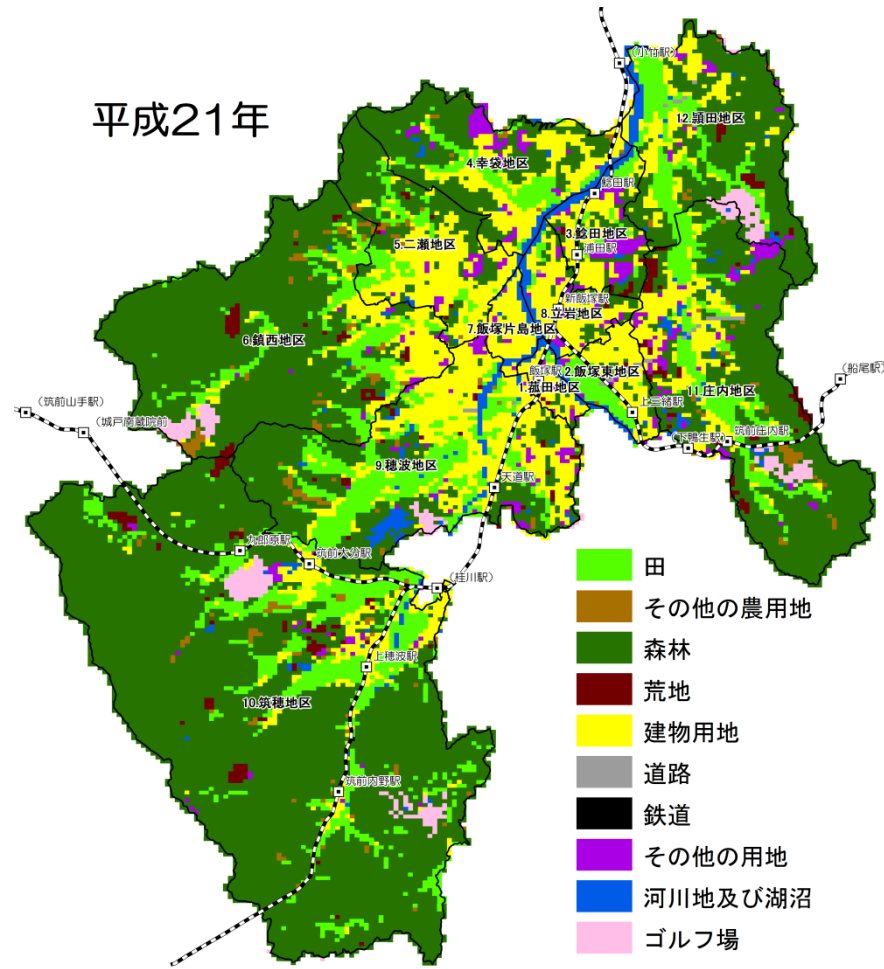 平成21年
(小竹駅)
12.頴田地区
4.幸袋地区
鯰田駅
3.鯰田地区
5.二瀬地区
浦田駅
新飯塚駅
8.立岩地区
7.飯塚片島地区
6.鎮西地区
飯塚駅
2.飯塚東地区
(船尾駅)
1.菰田地区
11.庄内地区
(筑前山手駅)
上三緒駅
(城戸南蔵院前
筑前庄内駅
(下鴨生駅)
9.穂波地区
天道駅
九郎原駅
筑前大分駅
(桂川駅)
上穂波駅
10.筑穂地区
筑前内野駅
田
その他の農用地
森林
荒地
建物用地
道路
鉄道
その他の用地
河川地及び湖沼
ゴルフ場